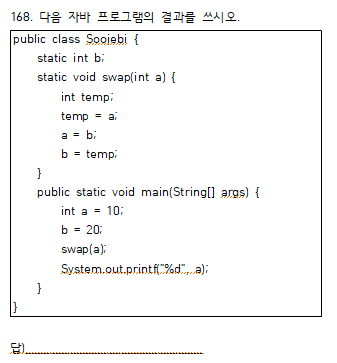 168. 다음 자바 프로그램의 결과를 쓰시오.
public class Soojebi {
static int b;
static void swap(int a) {
int temp;
temp = a;
a = b;
b = temp;
}
public static void main(String[] args) {
int a = 10;
b = 20;
swap(a);
System.out.printf("%d", a);
}
}
답)